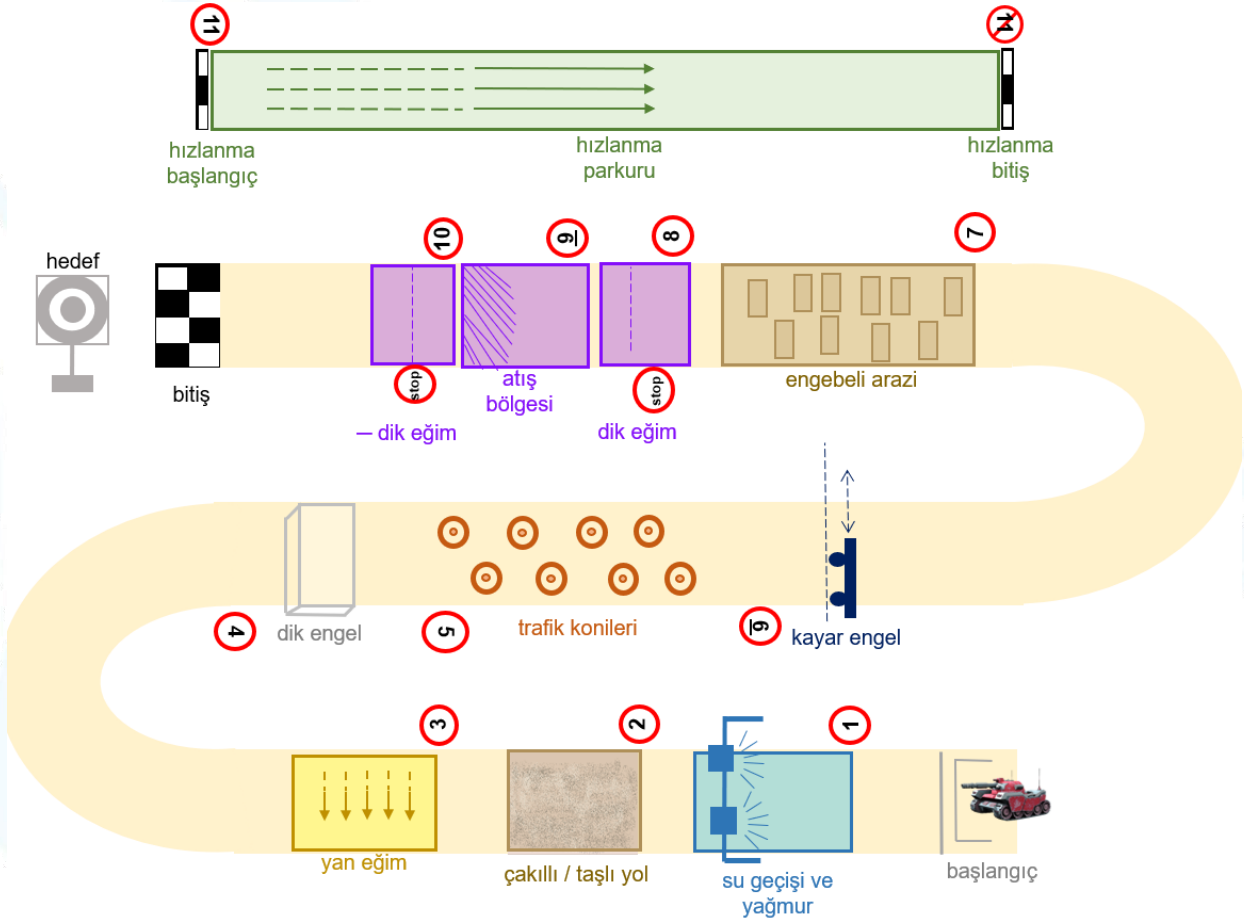 11
11
hızlanma
başlangıç
hızlanma
parkuru
hızlanma
bitiş
hedef
10
9
8
7
bitiş
stop
atış
bölgesi
stop
engebeli arazi
— dik eğim
dik eğim
4
dik engel
5
trafik konileri
6
kayar engel
3
2
1
yan eğim
çakıllı / taşlı yol
su geçişi ve
yağmur
başlangıç